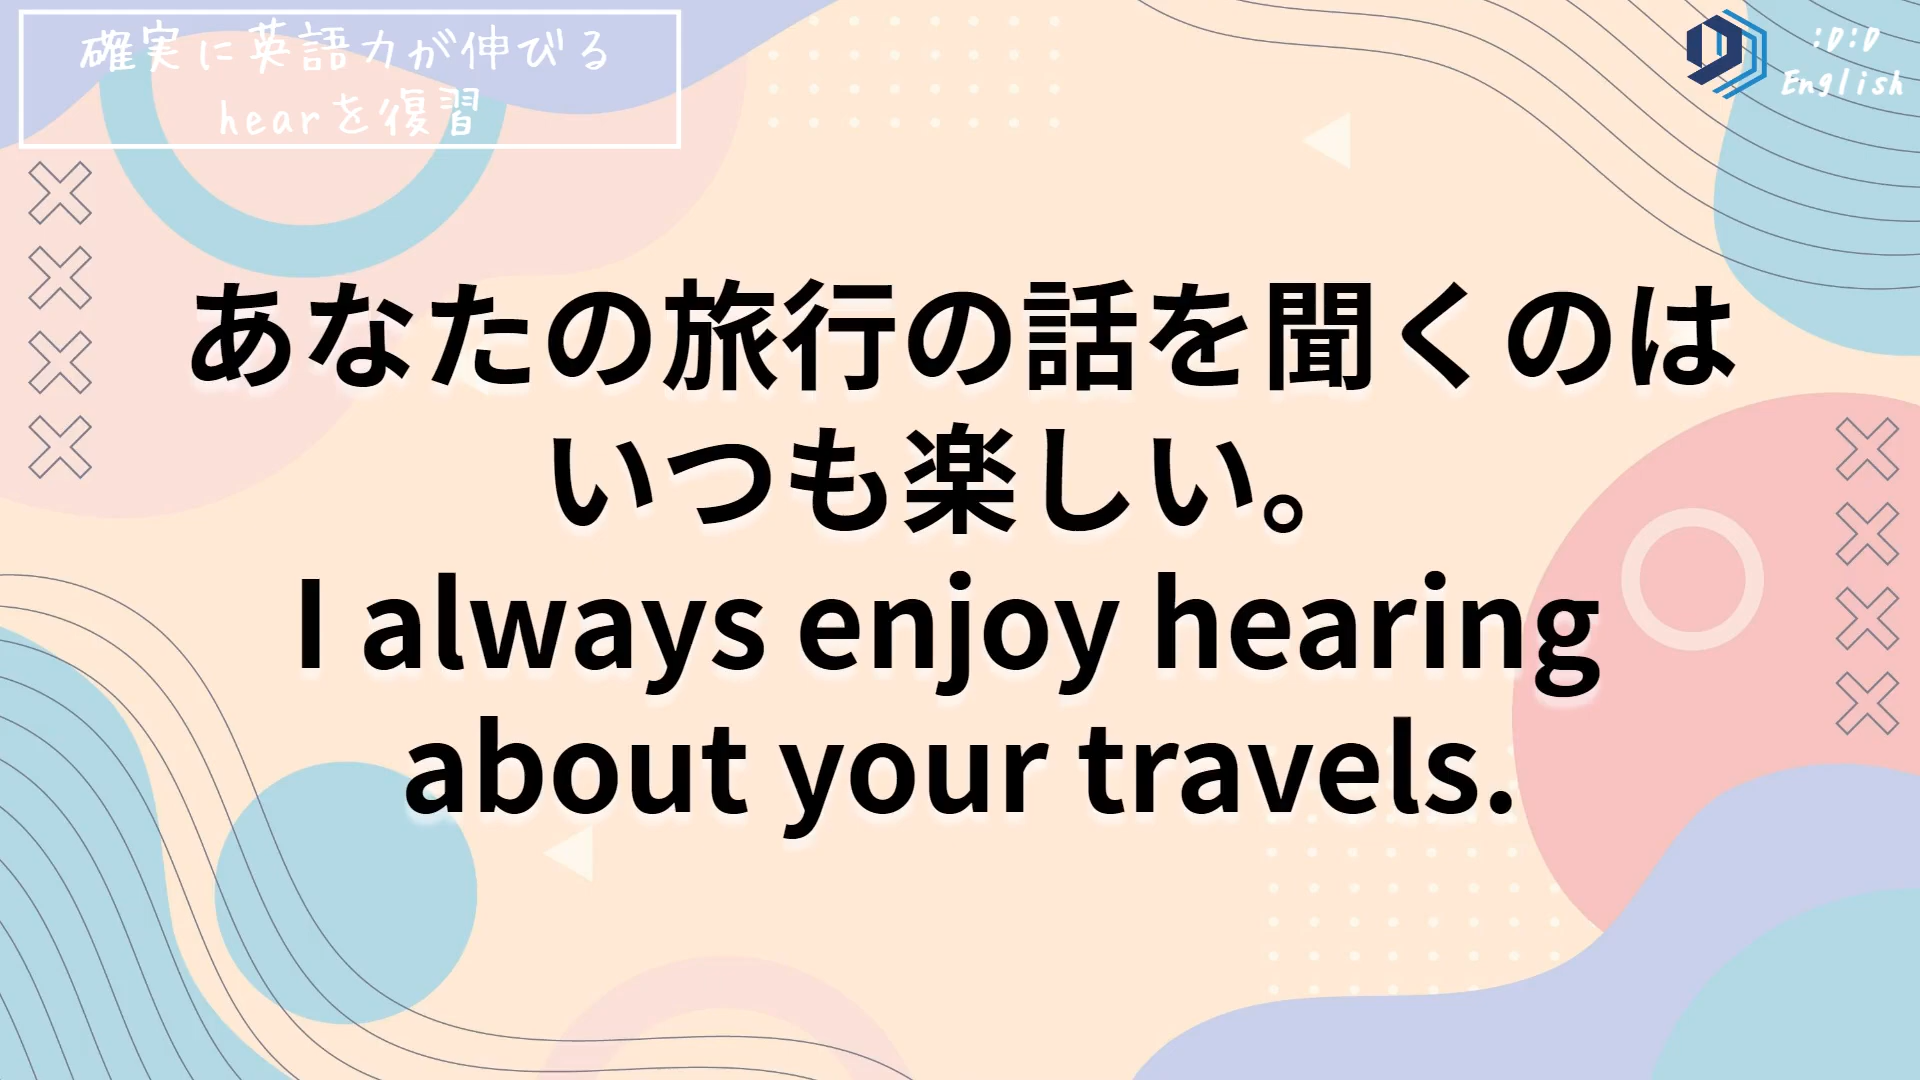 確実に英語力が伸びる
hearを復習
:D:D
English
あなたの旅行の話を聞くのは
いつも楽しい。
I always enjoy hearing
about your travels.